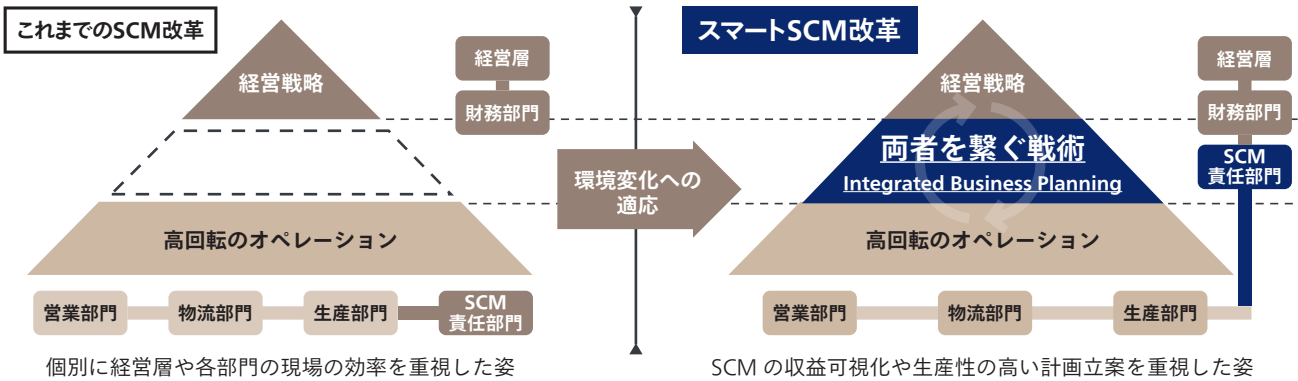 これまでのSCM改革
経営戦略
経営層
財務部門
高回転のオペレーション
営業部門
物流部門
生産部門
SCM
責任部門
個別に経営層や各部門の現場の効率を重視した姿
環境変化への
適応
スマートSCM改革
経営戦略
両者を繋ぐ戦術
Integrated Business Planning
高回転のオペレーション
経営層
財務部門
SCM
責任部門
営業部門
物流部門
生産部門
SCM の収益可視化や生産性の高い計画立案を重視した姿